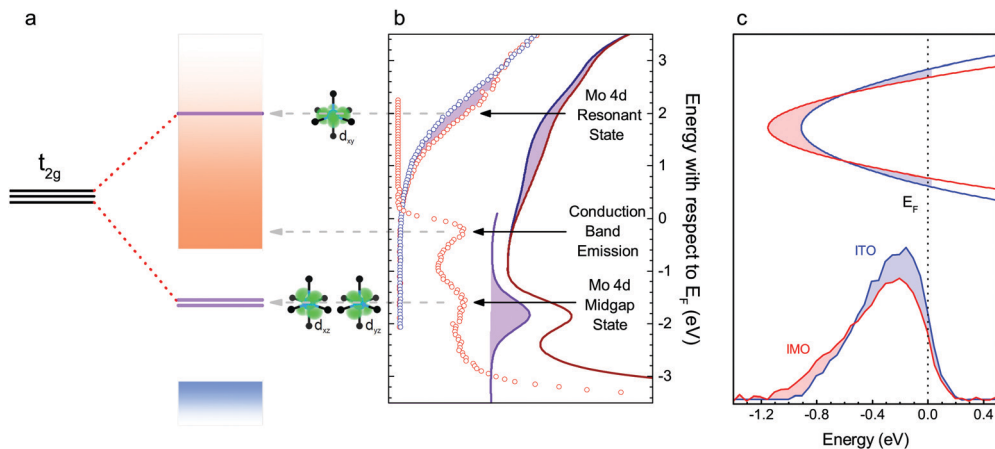 a
b
c
t2g
dxy
dxz
dyz
Mo 4d
Resonant
State
Conduction
Band
Emission
Mo 4d
Midgap
State
3
2
1
0
-1
-2
-3
Energy with respect to EF (eV)
EF
ITO
IMO
-1.2
-0.8
-0.4
0.0
0.4
Energy (eV)